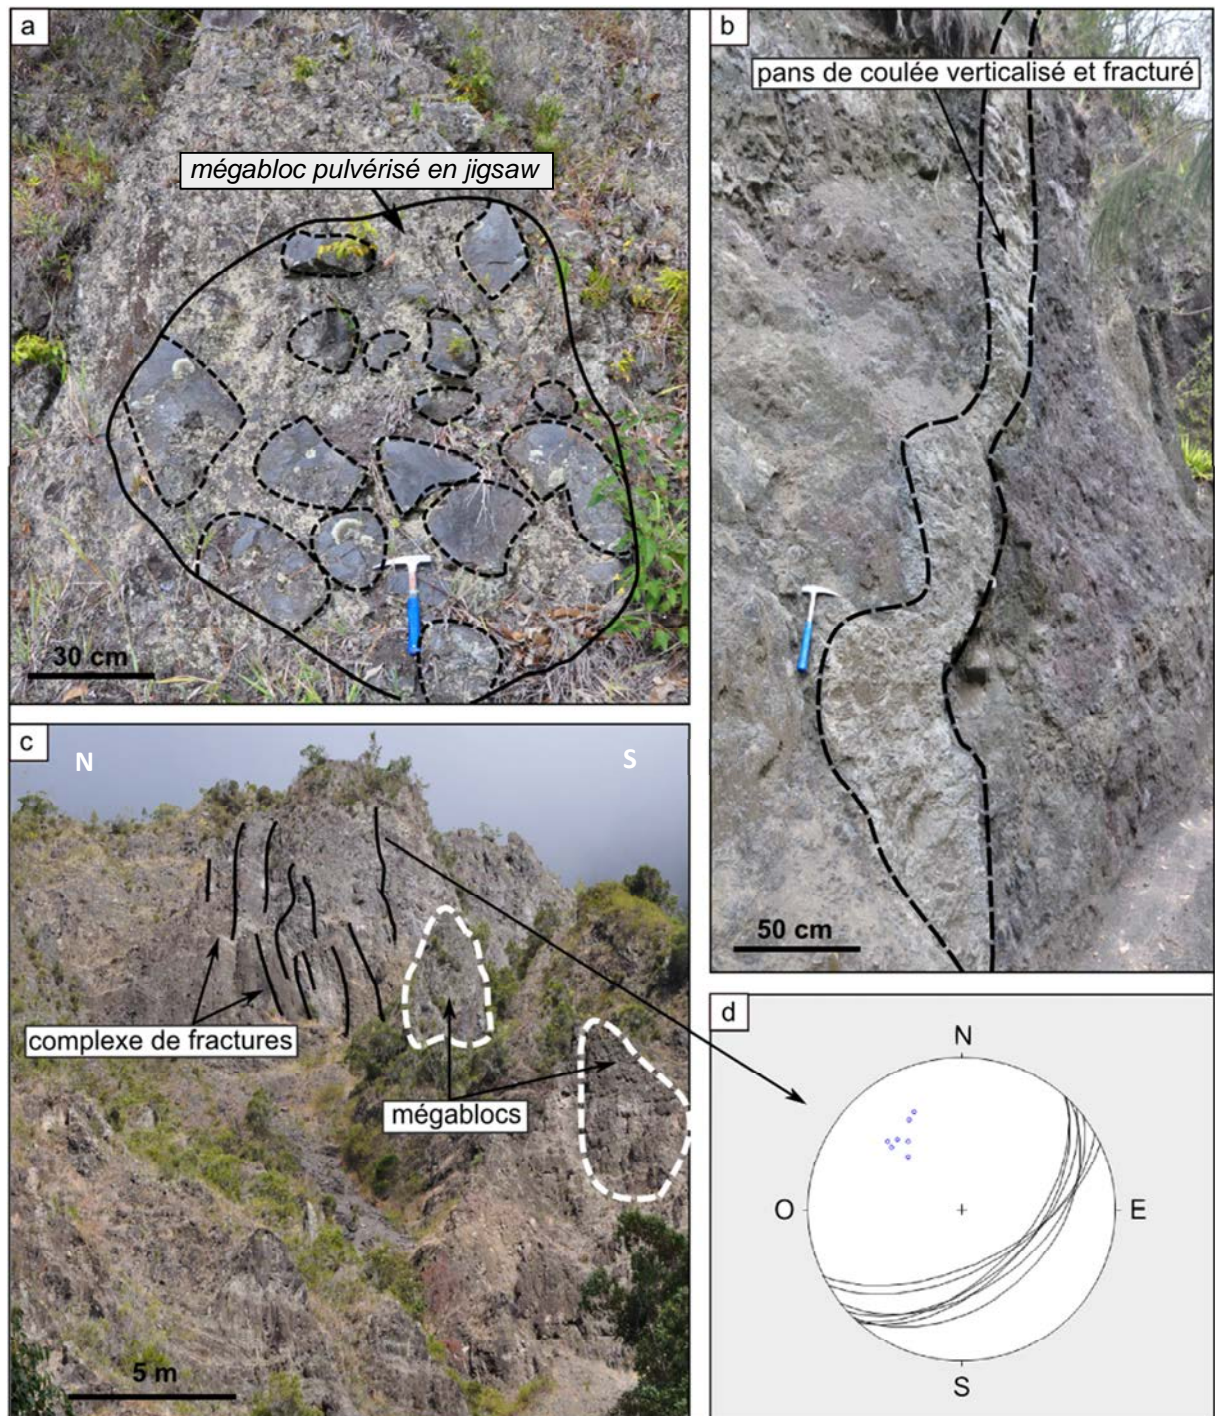 a
mégabloc pulvérisé en jigsaw
30 cm
b
pans de coulée verticalisé et fracturé
50 cm
c
N
S
complexe de fractures
mégablocs
5 m
d
N
O
E
S